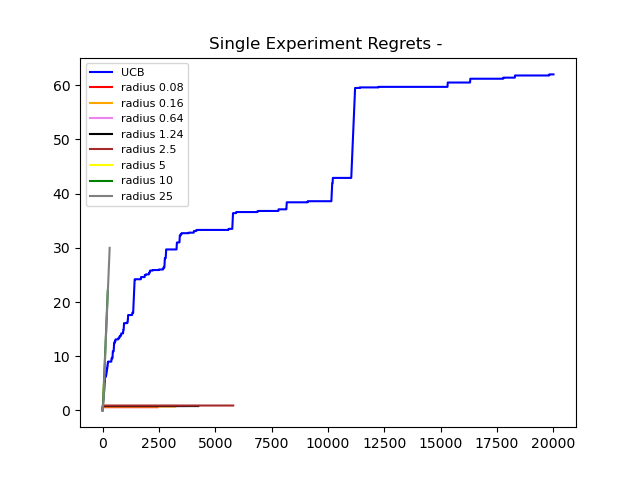 Single Experiment Regrets -
UCB
radius 0.08
radius 0.16
radius 0.64
radius 1.24
radius 2.5
radius 5
radius 10
radius 25
60
50
40
30
20
10
0
0 2500 5000 7500 10000 12500 15000 17500 20000